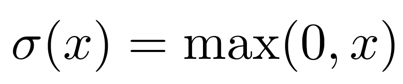 σ(x) = max(0, x)